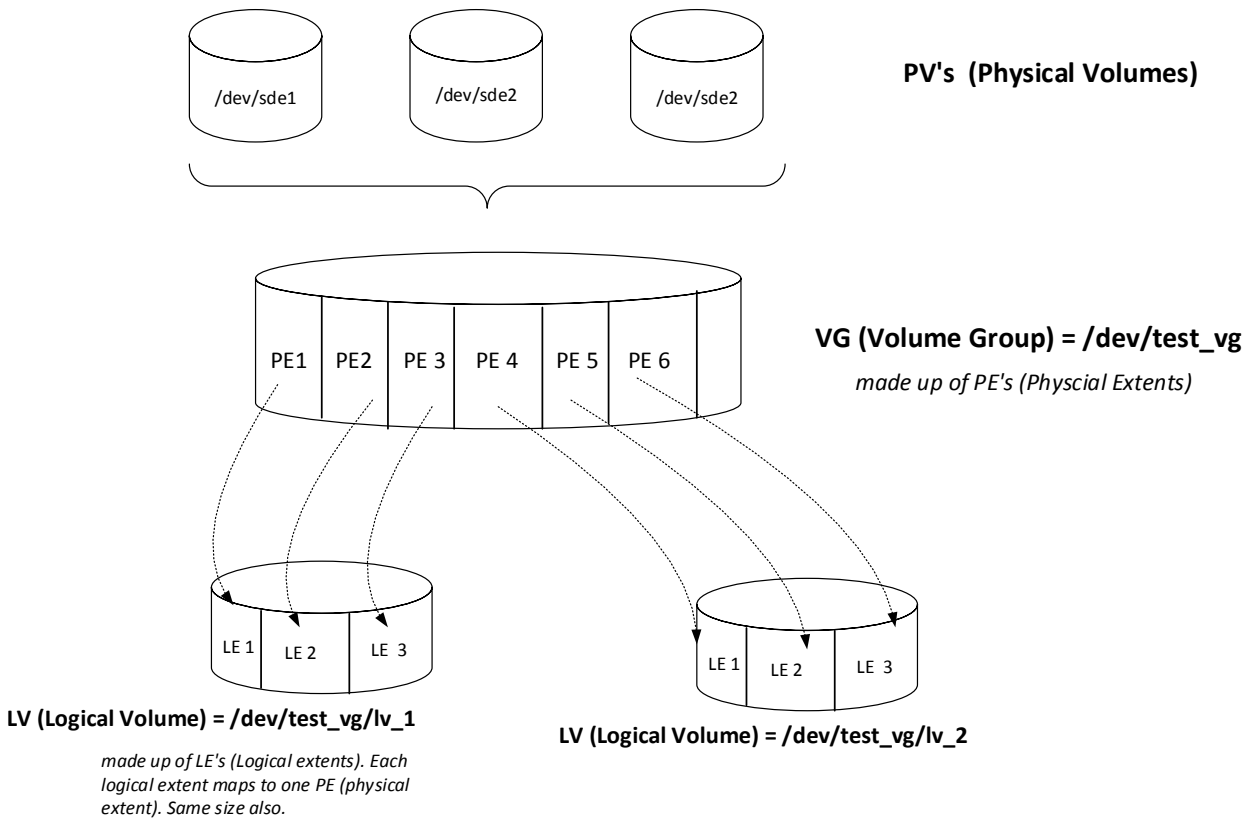 PV's (Physical Volumes)
/dev/sde1
/dev/sde2
/dev/sde2
VG (Volume Group) = /dev/test_vg
made up of PE's (Physcial Extents)
PE1
PE2
PE 3
PE 4
PE 5
PE 6
LE 1
LE 2
LE 3
LV (Logical Volume) = /dev/test_vg/lv_1
made up of LE's (Logical extents). Each
logical extent maps to one PE (physical
extent). Same size also.
LE 1
LE 2
LE 3
LV (Logical Volume) = /dev/test_vg/lv_2